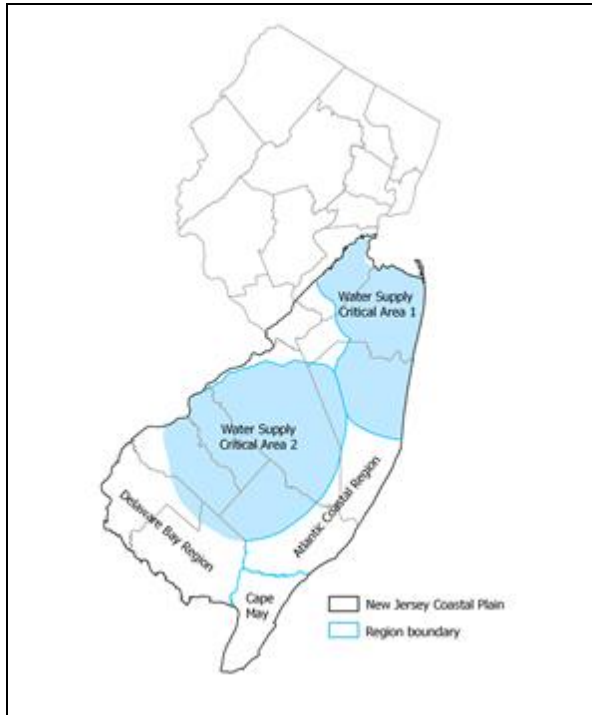 Water Supply
Critical Area 1
Water Supply
Critical Area 2
Atlantic Coastal Region
Delaware Bay Region
Cape
May
New Jersey Coastal Plain
Region boundary